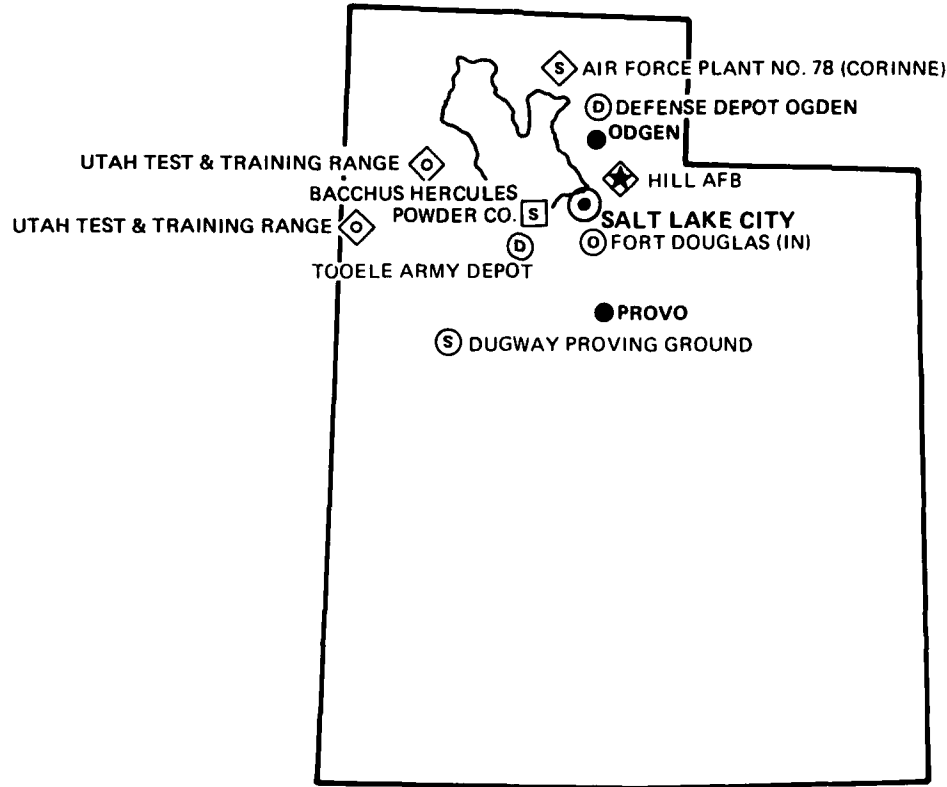 S AIR FORCE PLANT NO. 78 (CORINNE)
D DEFENSE DEPOT OGDEN
ODGEN
UTAH TEST & TRAINING RANGE O
HILL AFB
BACCHUS HERCULES
POWDER CO. S
SALT LAKE CITY
UTAH TEST & TRAINING RANGE O
O FORT DOUGLAS (IN)
D
TOOELE ARMY DEPOT
PROVO
S DUGWAY PROVING GROUND